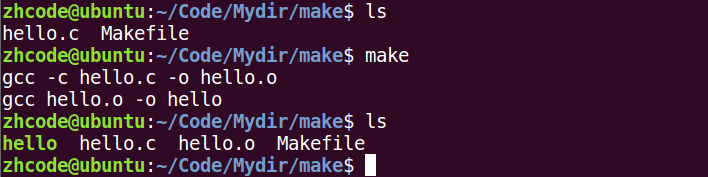 zhcode@ubuntu:~/Code/Mydir/make$ ls
hello.c  Makefile
zhcode@ubuntu:~/Code/Mydir/make$ make
gcc -c hello.c -o hello.o
gcc hello.o -o hello
zhcode@ubuntu:~/Code/Mydir/make$ ls
hello  hello.c  hello.o  Makefile
zhcode@ubuntu:~/Code/Mydir/make$